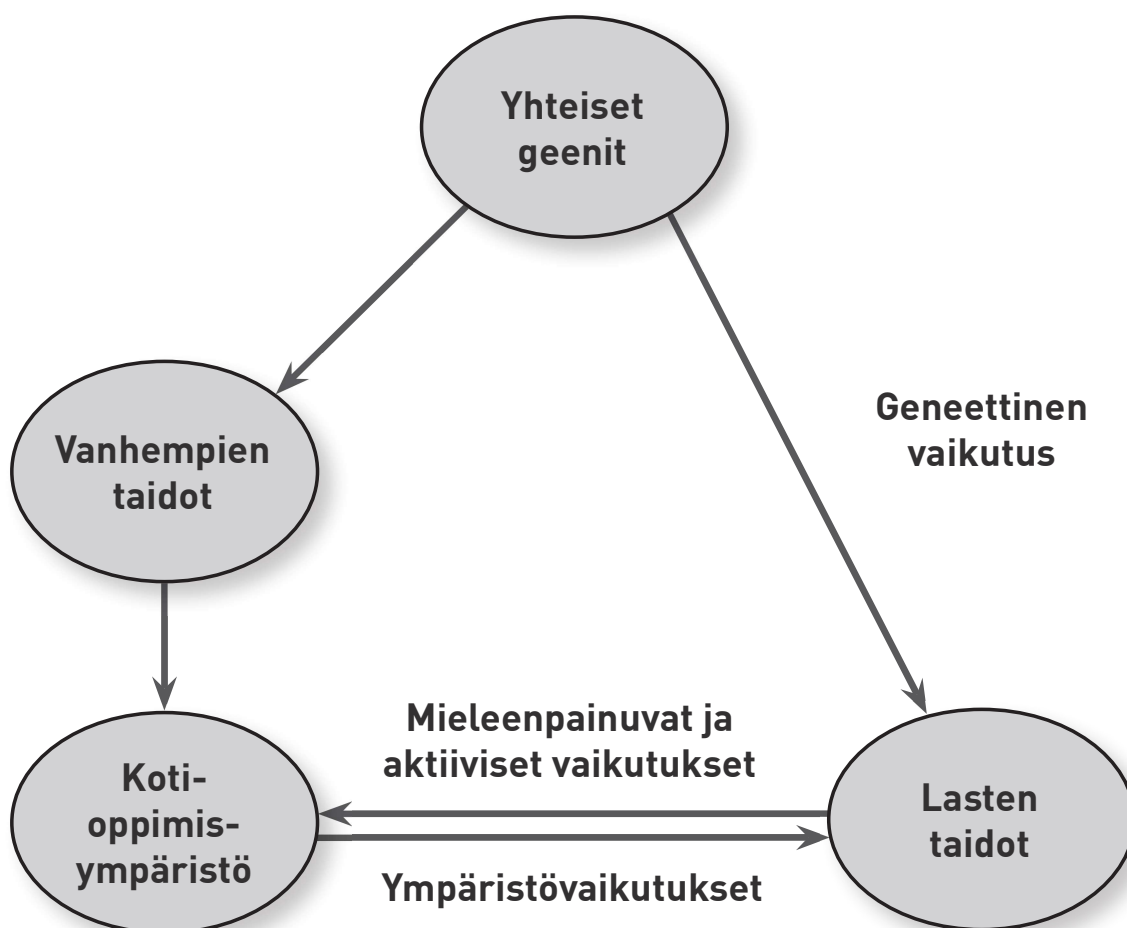 Yhteiset
geenit
Geneettinen
vaikutus
Vanhempien
taidot
Mieleenpainuvat ja
aktiiviset vaikutukset
Koti-
oppimis-
ympäristö
Lasten
taidot
Ympäristövaikutukset